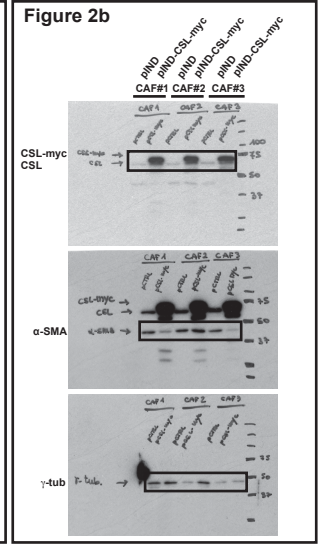 Figure 2b
pIND pIND-CSL-myc pIND pIND-CSL-myc pIND pIND-CSL-myc
CAF#1 CAF#2 CAF#3
CAF1 CAF2 CAF3
CSL-myc CSL-myc →
CSL CSL →
100
75
50
37
CAF1 CAF2 CAF3
CSL-myc →
CSL →
α-SMA α-SMA →
75
50
37
CAF1 CAF2 CAF3
γ-tub γ-tub. →
75
50
37